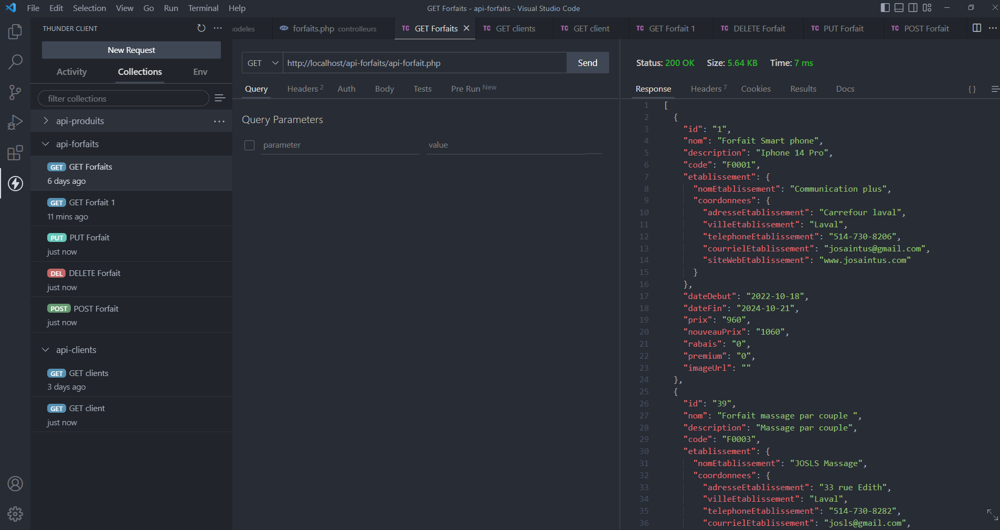 File Edit Selection View Go Run Terminal Help
GET Forfaits - api-forfaits - Visual Studio Code
THUNDER CLIENT
New Request
Activity Collections Env
filter collections
api-produits
api-forfaits
GET GET Forfaits
6 days ago
GET GET Forfait 1
11 mins ago
PUT PUT Forfait
just now
DEL DELETE Forfait
just now
POST POST Forfait
just now
api-clients
GET GET clients
3 days ago
GET GET client
just now
forfaits.php controlleurs
TC GET Forfaits
TC GET clients
TC GET client
TC GET Forfait 1
TC DELETE Forfait
TC PUT Forfait
TC POST Forfait
GET http://localhost/api-forfaits/api-forfait.php Send
Query Headers 2 Auth Body Tests Pre Run New
Query Parameters
parameter value
Status: 200 OK Size: 5.64 KB Time: 7 ms
Response Headers 7 Cookies Results Docs { }
1 [
2 {
3 "id": "1",
4 "nom": "Forfait Smart phone",
5 "description": "Iphone 14 Pro",
6 "code": "F0001",
7 "etablissement": {
8 "nomEtablissement": "Communication plus",
9 "coordonnees": {
10 "adresseEtablissement": "Carrefour laval",
11 "villeEtablissement": "Laval",
12 "telephoneEtablissement": "514-730-8206",
13 "courrielEtablissement": "josaintus@gmail.com",
14 "siteWebEtablissement": "www.josaintus.com"
15 }
16 },
17 "dateDebut": "2022-10-18",
18 "dateFin": "2024-10-21",
19 "prix": "960",
20 "nouveauPrix": "1060",
21 "rabais": "0",
22 "premium": "0",
23 "imageUrl": ""
24 },
25 {
26 "id": "39",
27 "nom": "Forfait massage par couple ",
28 "description": "Massage par couple",
29 "code": "F0003",
30 "etablissement": {
31 "nomEtablissement": "JOSLS Massage",
32 "coordonnees": {
33 "adresseEtablissement": "33 rue Edith",
34 "villeEtablissement": "Laval",
35 "telephoneEtablissement": "514-730-8282",
36 "courrielEtablissement": "josls@gmail.com",